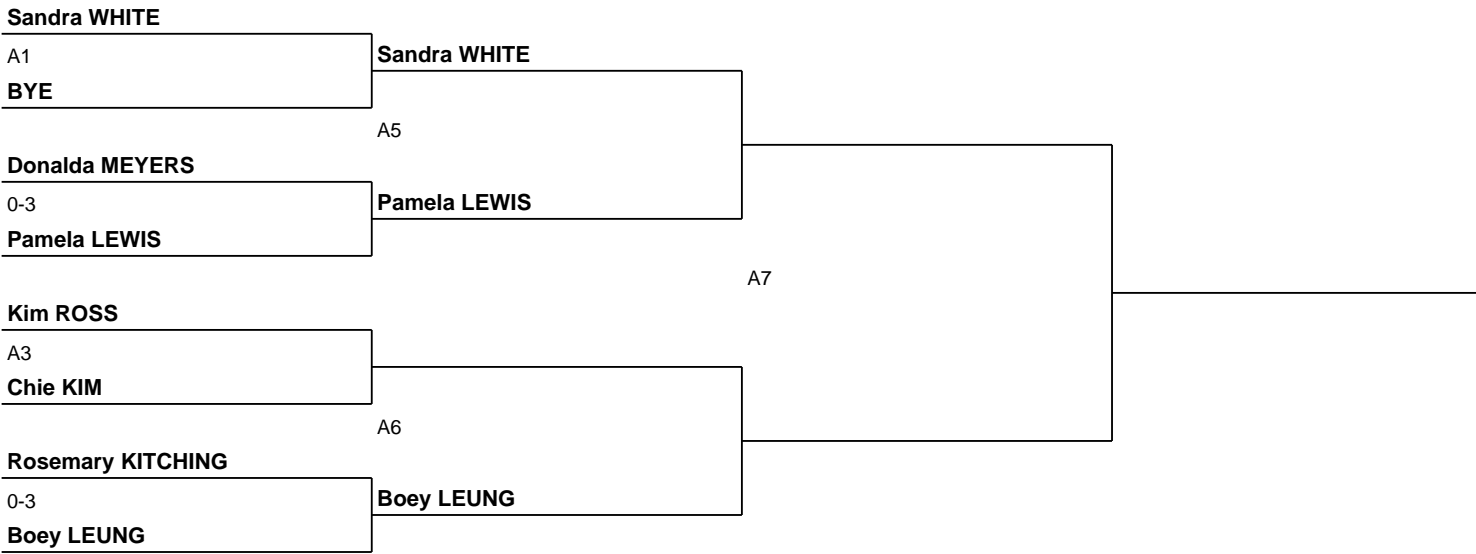 Sandra WHITE
A1
Sandra WHITE
BYE
A5
Donalda MEYERS
0-3
Pamela LEWIS
Pamela LEWIS
A7
Kim ROSS
A3
Chie KIM
A6
Rosemary KITCHING
0-3
Boey LEUNG
Boey LEUNG